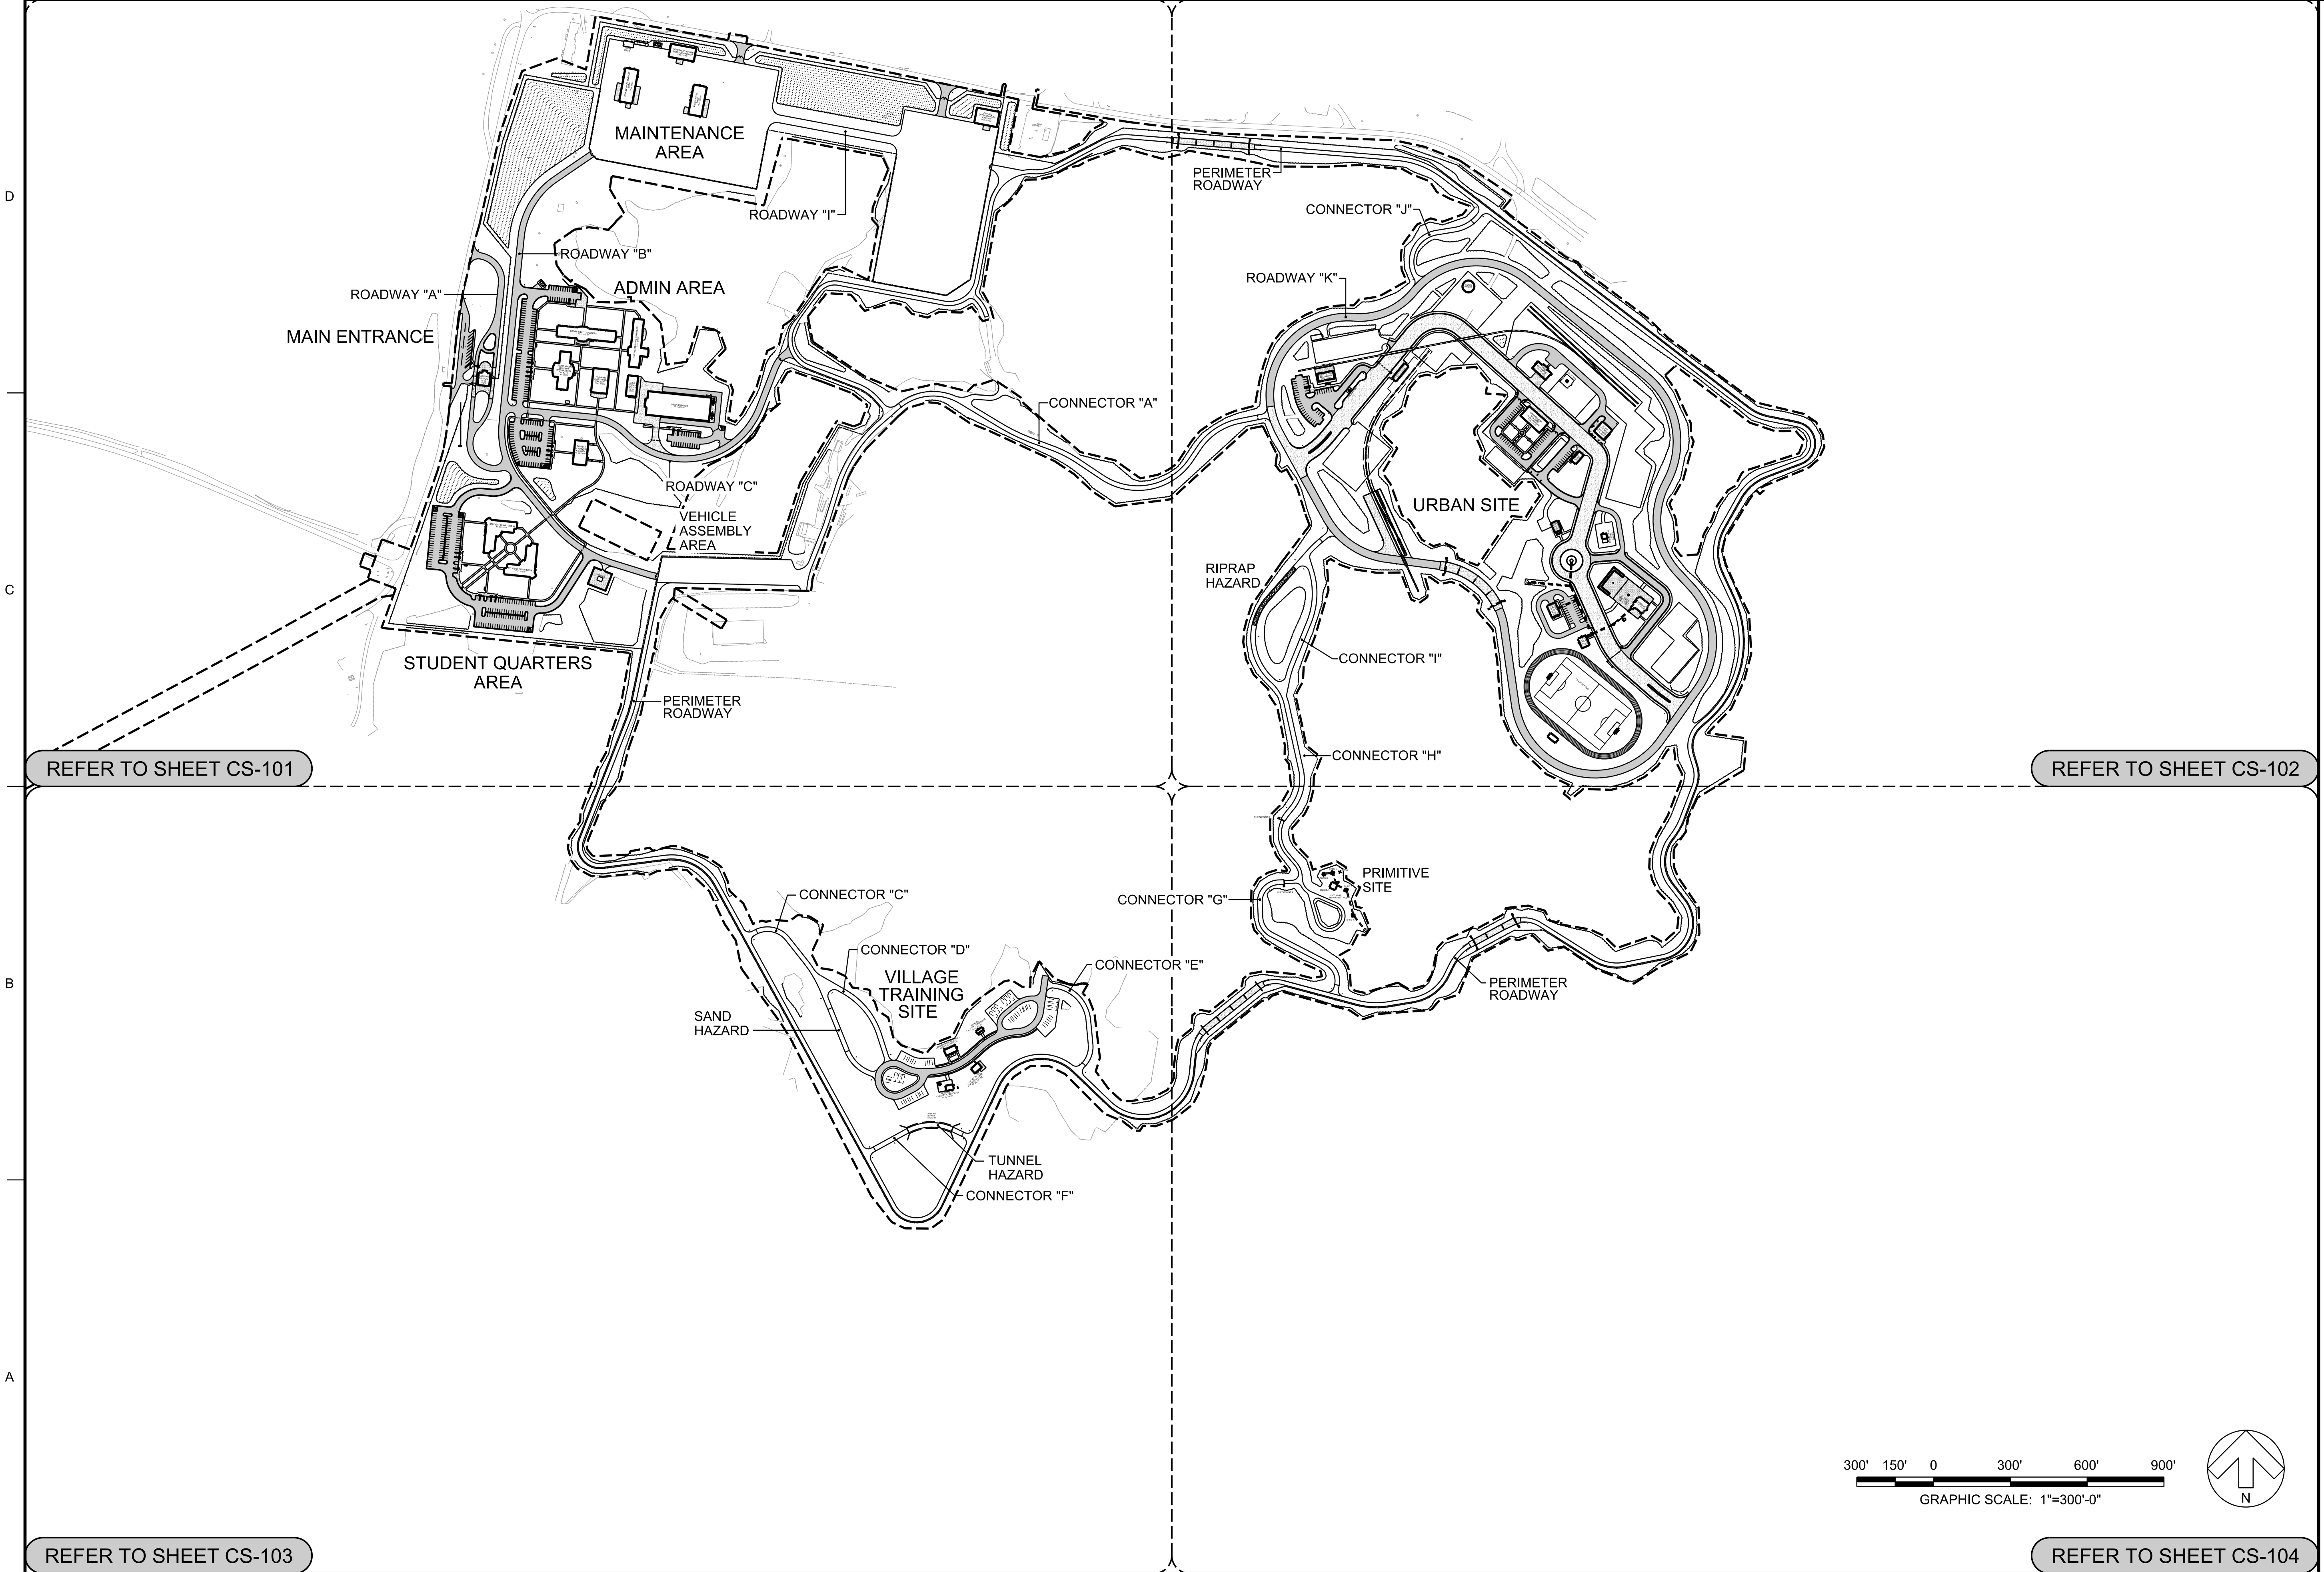 D
C
B
A
MAINTENANCE
AREA
ROADWAY "I"
ROADWAY "B"
ADMIN AREA
ROADWAY "A"
MAIN ENTRANCE
CONNECTOR "A"
ROADWAY "C"
VEHICLE
ASSEMBLY
AREA
STUDENT QUARTERS
AREA
PERIMETER
ROADWAY
REFER TO SHEET CS-101
PERIMETER
ROADWAY
CONNECTOR "J"
ROADWAY "K"
URBAN SITE
RIPRAP
HAZARD
CONNECTOR "I"
CONNECTOR "H"
REFER TO SHEET CS-102
CONNECTOR "C"
CONNECTOR "D"
VILLAGE
TRAINING
SITE
CONNECTOR "E"
SAND
HAZARD
TUNNEL
HAZARD
CONNECTOR "F"
REFER TO SHEET CS-103
PRIMITIVE
SITE
CONNECTOR "G"
PERIMETER
ROADWAY
300' 150' 0 300' 600' 900'
GRAPHIC SCALE: 1"=300'-0"
N
REFER TO SHEET CS-104